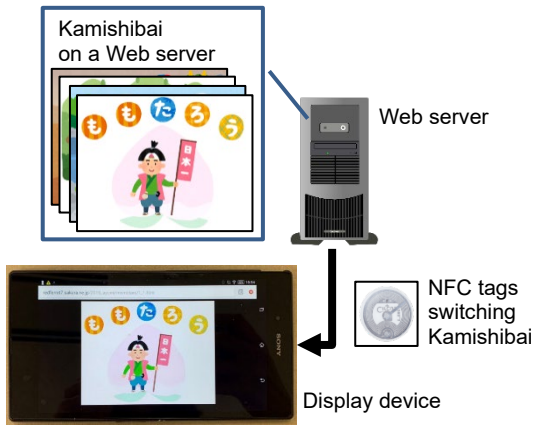 Kamishibai
on a Web server
ももたろう
日本一
Web server
NFC tags
switching
Kamishibai
ももたろう
日本一
SONY
Display device